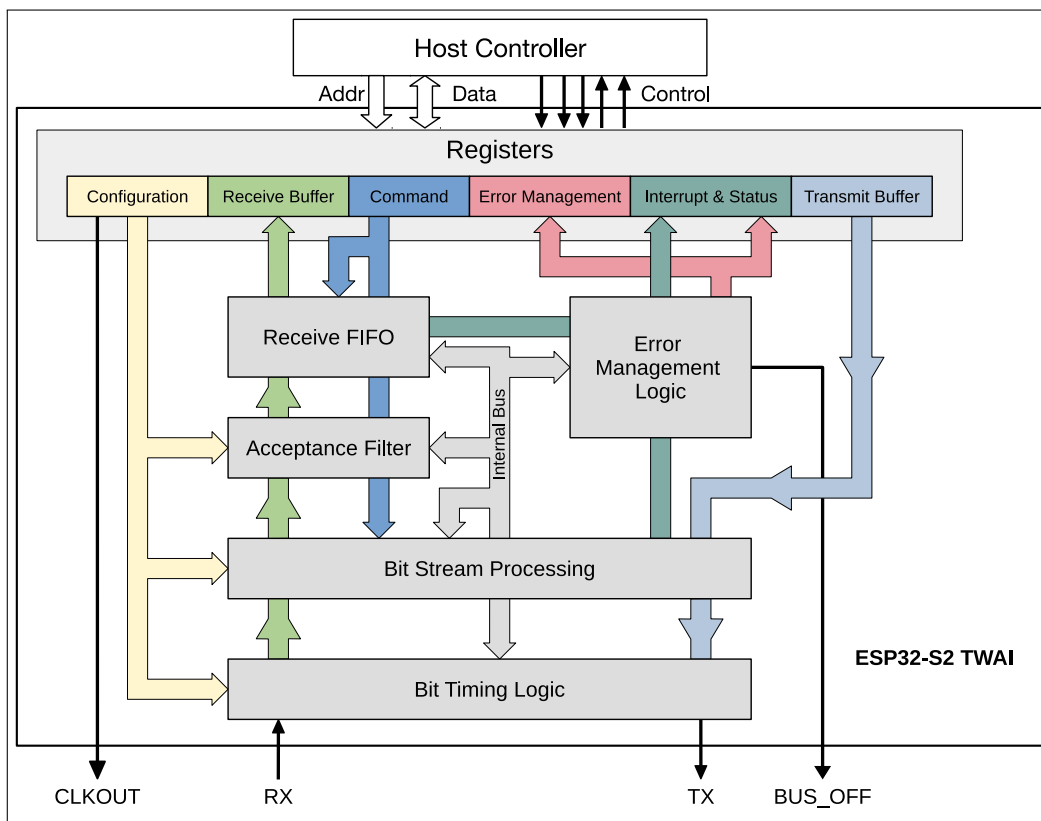 Host Controller
Addr
Data
Control
Registers
Configuration
Receive Buffer
Command
Error Management
Interrupt & Status
Transmit Buffer
Receive FIFO
Error
Management
Logic
Internal Bus
Acceptance Filter
Bit Stream Processing
ESP32-S2 TWAI
Bit Timing Logic
CLKOUT
RX
TX
BUS_OFF